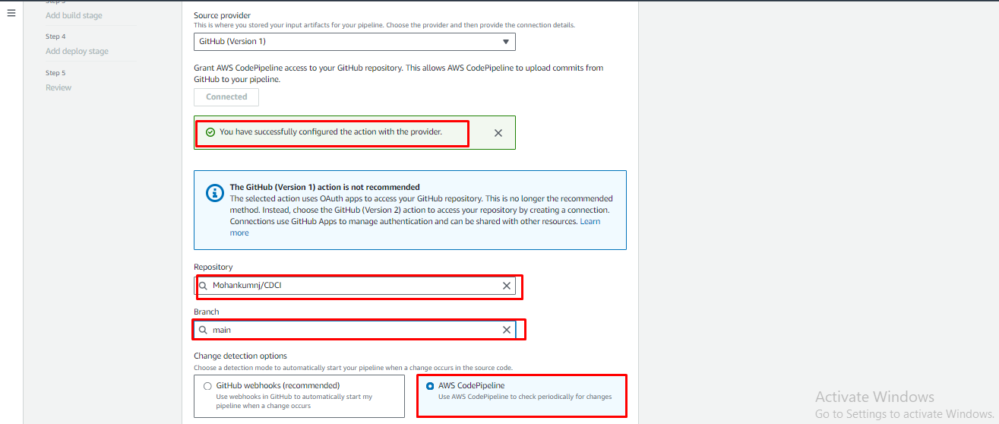 Step 3
Add build stage
Step 4
Add deploy stage
Step 5
Review
Source provider
This is where you stored your input artifacts for your pipeline. Choose the provider and then provide the connection details.
GitHub (Version 1)
Grant AWS CodePipeline access to your GitHub repository. This allows AWS CodePipeline to upload commits from
GitHub to your pipeline.
Connected
You have successfully configured the action with the provider.
The GitHub (Version 1) action is not recommended
The selected action uses OAuth apps to access your GitHub repository. This is no longer the recommended
method. Instead, choose the GitHub (Version 2) action to access your repository by creating a connection.
Connections use GitHub Apps to manage authentication and can be shared with other resources. Learn
more
Repository
Mohankumnj/CDCI
Branch
main
Change detection options
Choose a detection mode to automatically start your pipeline when a change occurs in the source code.
GitHub webhooks (recommended)
Use webhooks in GitHub to automatically start my
pipeline when a change occurs
AWS CodePipeline
Use AWS CodePipeline to check periodically for changes
Activate Windows
Go to Settings to activate Windows.